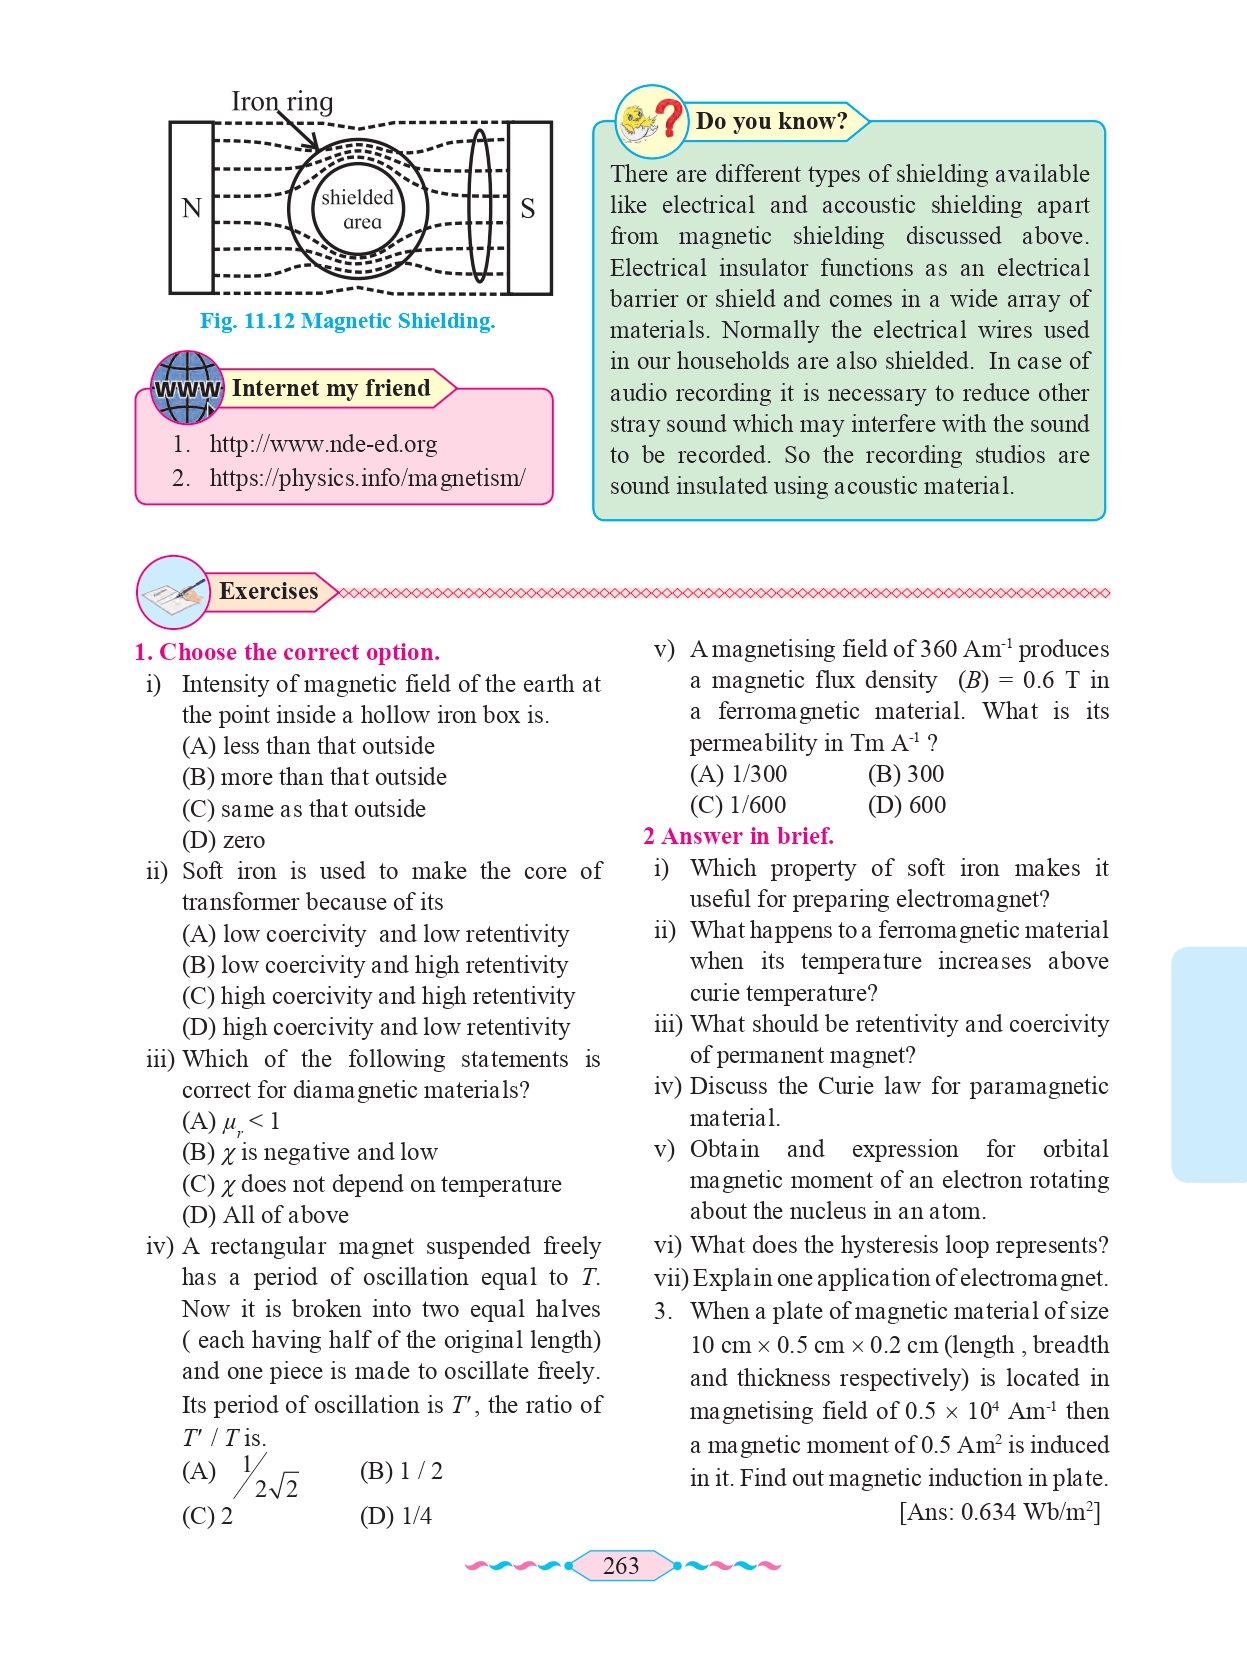 Iron ring
N
shielded
area
S
Fig. 11.12 Magnetic Shielding.
www
Internet my friend
1. http://www.nde-ed.org
2. https://physics.info/magnetism/
?
Do you know?
There are different types of shielding available
like electrical and accoustic shielding apart
from magnetic shielding discussed above.
Electrical insulator functions as an electrical
barrier or shield and comes in a wide array of
materials. Normally the electrical wires used
in our households are also shielded. In case of
audio recording it is necessary to reduce other
stray sound which may interfere with the sound
to be recorded. So the recording studios are
sound insulated using acoustic material.
Exercises
1. Choose the correct option.
i) Intensity of magnetic field of the earth at
the point inside a hollow iron box is.
(A) less than that outside
(B) more than that outside
(C) same as that outside
(D) zero
ii) Soft iron is used to make the core of
transformer because of its
(A) low coercivity and low retentivity
(B) low coercivity and high retentivity
(C) high coercivity and high retentivity
(D) high coercivity and low retentivity
iii) Which of the following statements is
correct for diamagnetic materials?
(A) μr < 1
(B) χ is negative and low
(C) χ does not depend on temperature
(D) All of above
iv) A rectangular magnet suspended freely
has a period of oscillation equal to T.
Now it is broken into two equal halves
( each having half of the original length)
and one piece is made to oscillate freely.
Its period of oscillation is T′, the ratio of
T′ / T is.
(A) 1/2√2 (B) 1 / 2
(C) 2 (D) 1/4
v) A magnetising field of 360 Am⁻¹ produces
a magnetic flux density (B) = 0.6 T in
a ferromagnetic material. What is its
permeability in Tm A⁻¹ ?
(A) 1/300 (B) 300
(C) 1/600 (D) 600
2 Answer in brief.
i) Which property of soft iron makes it
useful for preparing electromagnet?
ii) What happens to a ferromagnetic material
when its temperature increases above
curie temperature?
iii) What should be retentivity and coercivity
of permanent magnet?
iv) Discuss the Curie law for paramagnetic
material.
v) Obtain and expression for orbital
magnetic moment of an electron rotating
about the nucleus in an atom.
vi) What does the hysteresis loop represents?
vii) Explain one application of electromagnet.
3. When a plate of magnetic material of size
10 cm × 0.5 cm × 0.2 cm (length , breadth
and thickness respectively) is located in
magnetising field of 0.5 × 10⁴ Am⁻¹ then
a magnetic moment of 0.5 Am² is induced
in it. Find out magnetic induction in plate.
[Ans: 0.634 Wb/m²]
263